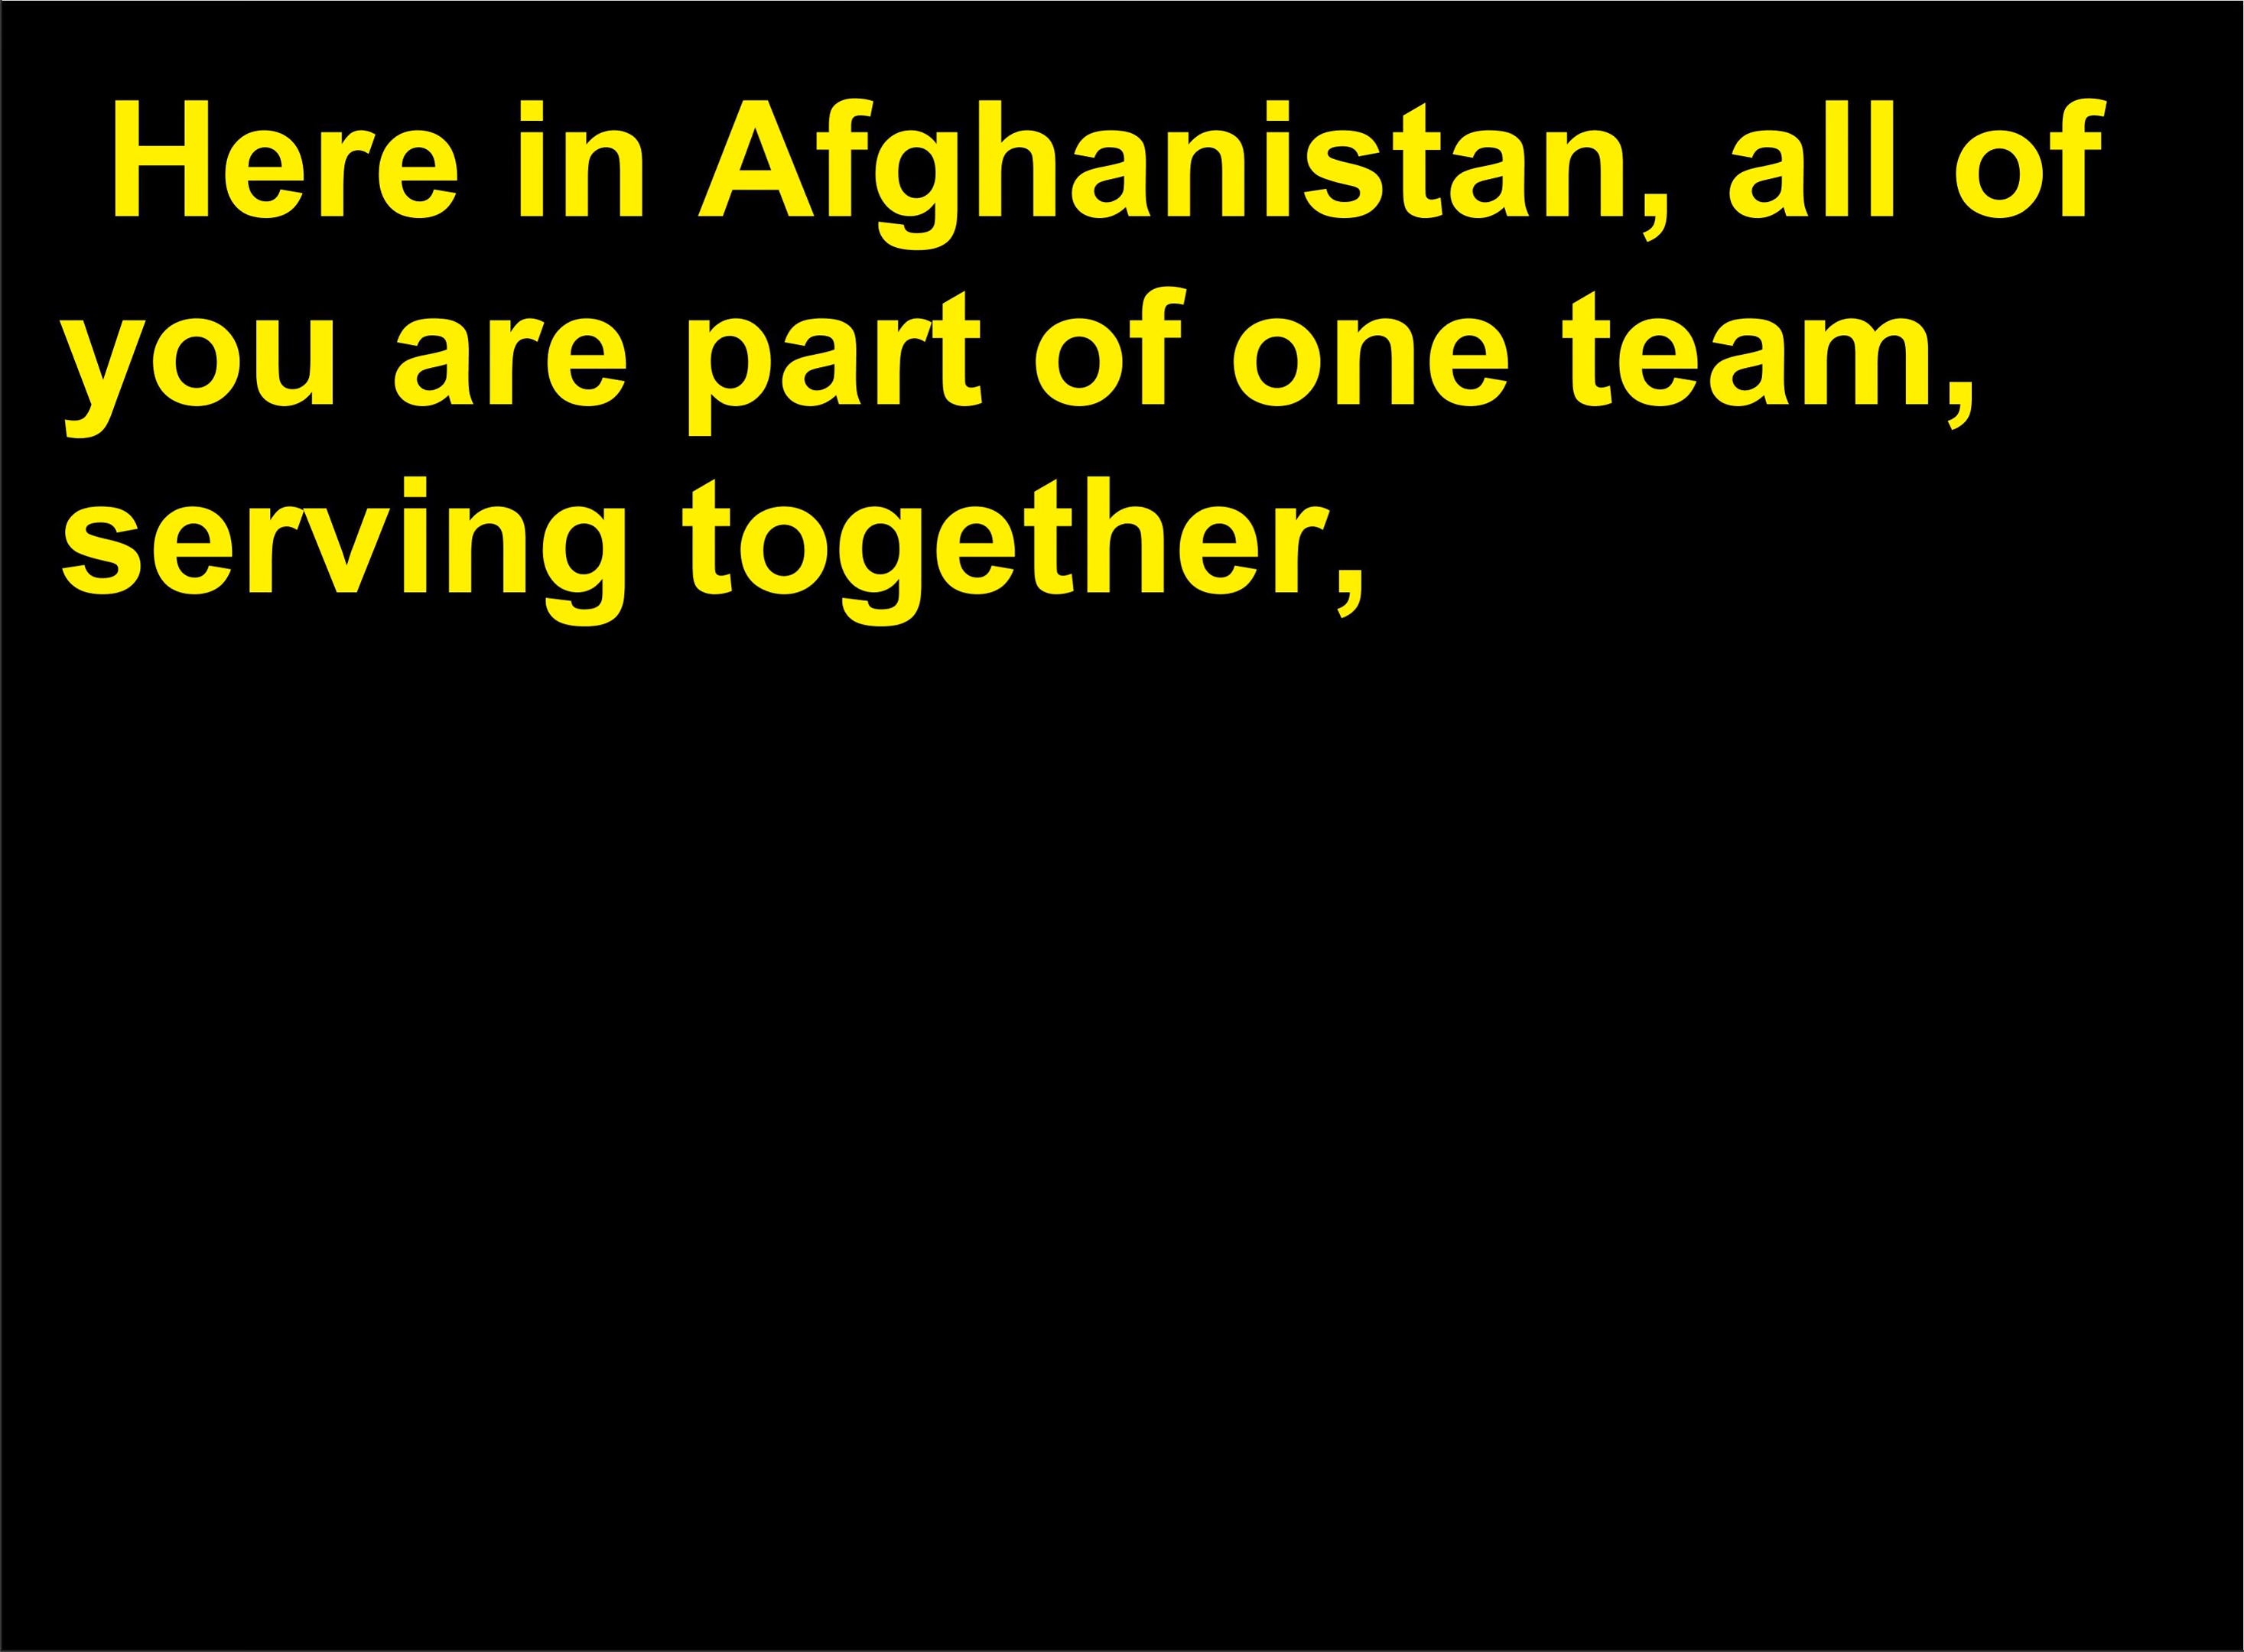 Here in Afghanistan, all of
you are part of one team,
serving together,